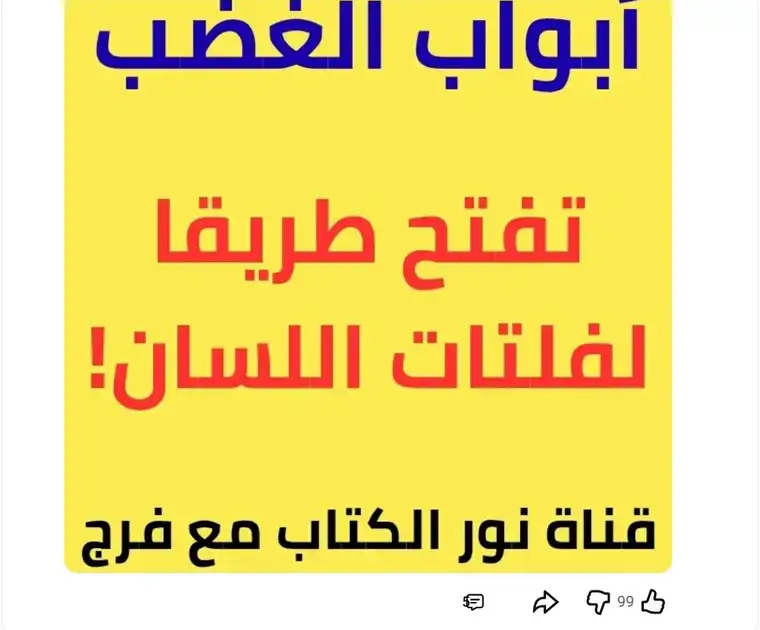 أبواب الغضب
تفتح طريقا
لفلتات اللسان!
قناة نور الكتاب مع فرج
99